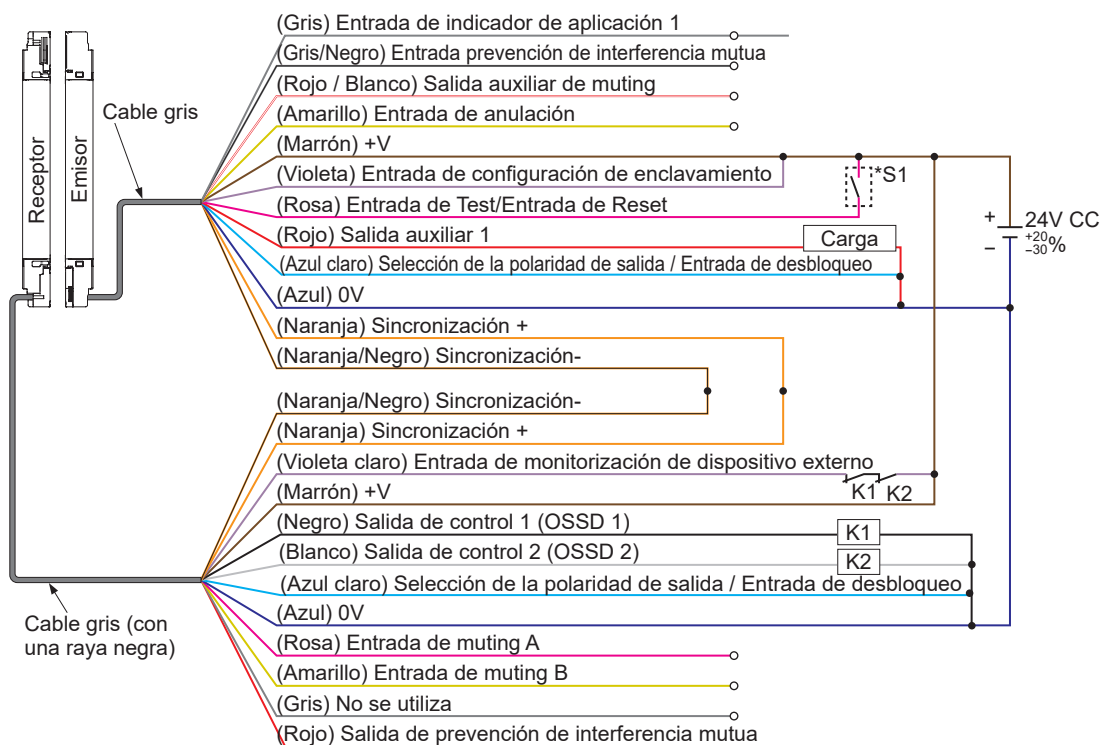 (Gris) Entrada de indicador de aplicación 1
(Gris/Negro) Entrada prevención de interferencia mutua
(Rojo / Blanco) Salida auxiliar de muting
Cable gris
(Amarillo) Entrada de anulación
Receptor
Emisor
(Marrón) +V
(Violeta) Entrada de configuración de enclavamiento
*S1
(Rosa) Entrada de Test/Entrada de Reset
(Rojo) Salida auxiliar 1
Carga
+
24V CC
+20
−30 %
−
(Azul claro) Selección de la polaridad de salida / Entrada de desbloqueo
(Azul) 0V
(Naranja) Sincronización +
(Naranja/Negro) Sincronización-
(Naranja/Negro) Sincronización-
(Naranja) Sincronización +
(Violeta claro) Entrada de monitorización de dispositivo externo
K1 K2
(Marrón) +V
(Negro) Salida de control 1 (OSSD 1)
K1
(Blanco) Salida de control 2 (OSSD 2)
K2
(Azul claro) Selección de la polaridad de salida / Entrada de desbloqueo
(Azul) 0V
Cable gris (con
una raya negra)
(Rosa) Entrada de muting A
(Amarillo) Entrada de muting B
(Gris) No se utiliza
(Rojo) Salida de prevención de interferencia mutua